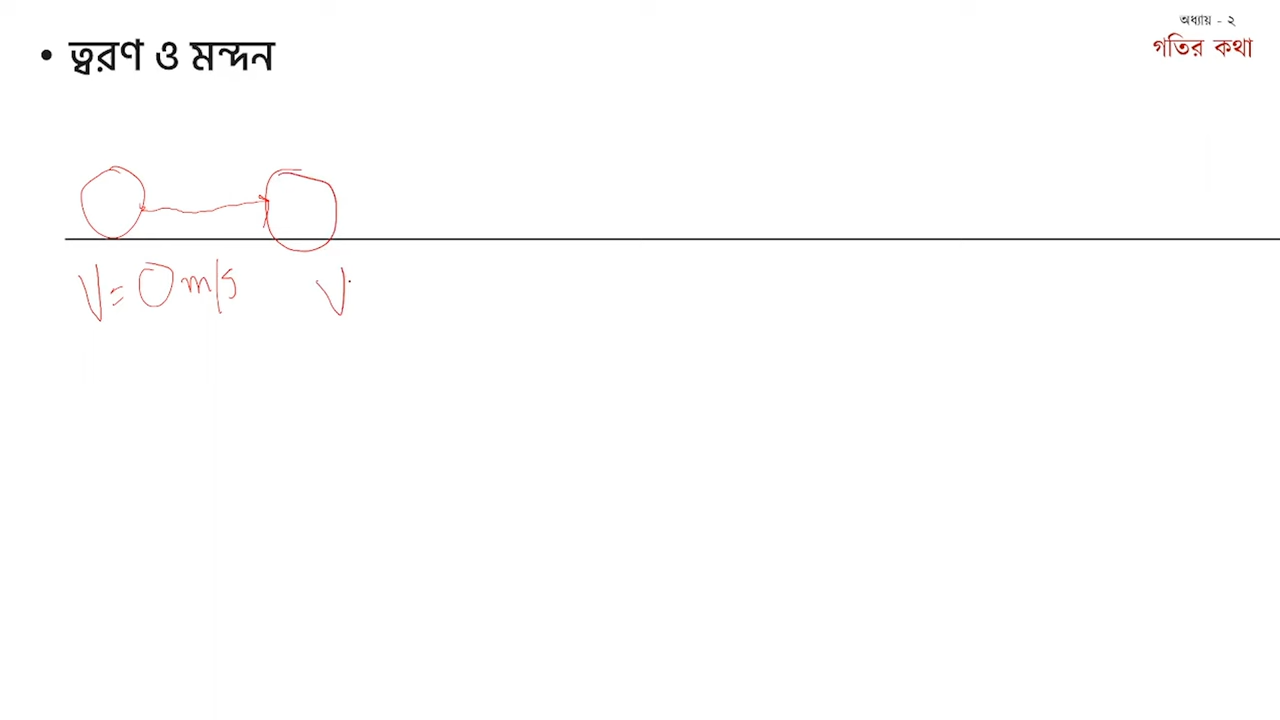 অধ্যায় - ২
গতির কথা
• ত্বরণ ও মন্দন
V = 0 m/s
V